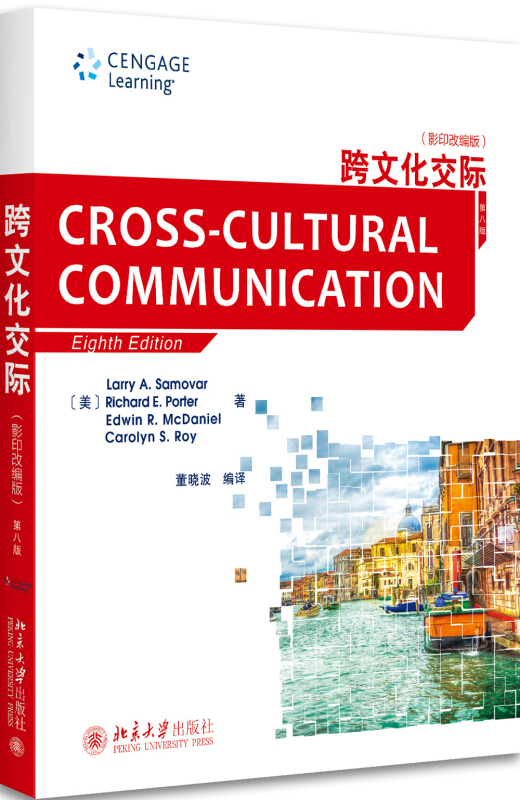 CENGAGE
Learning®
（影印改编版）
跨文化交际
第八版
CROSS-CULTURAL
COMMUNICATION
Eighth Edition
Larry A. Samovar
〔美〕Richard E. Porter 著
Edwin R. McDaniel
Carolyn S. Roy
董晓波 编译
北京大学出版社
PEKING UNIVERSITY PRESS
跨文化交际（影印改编版）第八版
北京大学出版社
PEKING UNIVERSITY PRESS